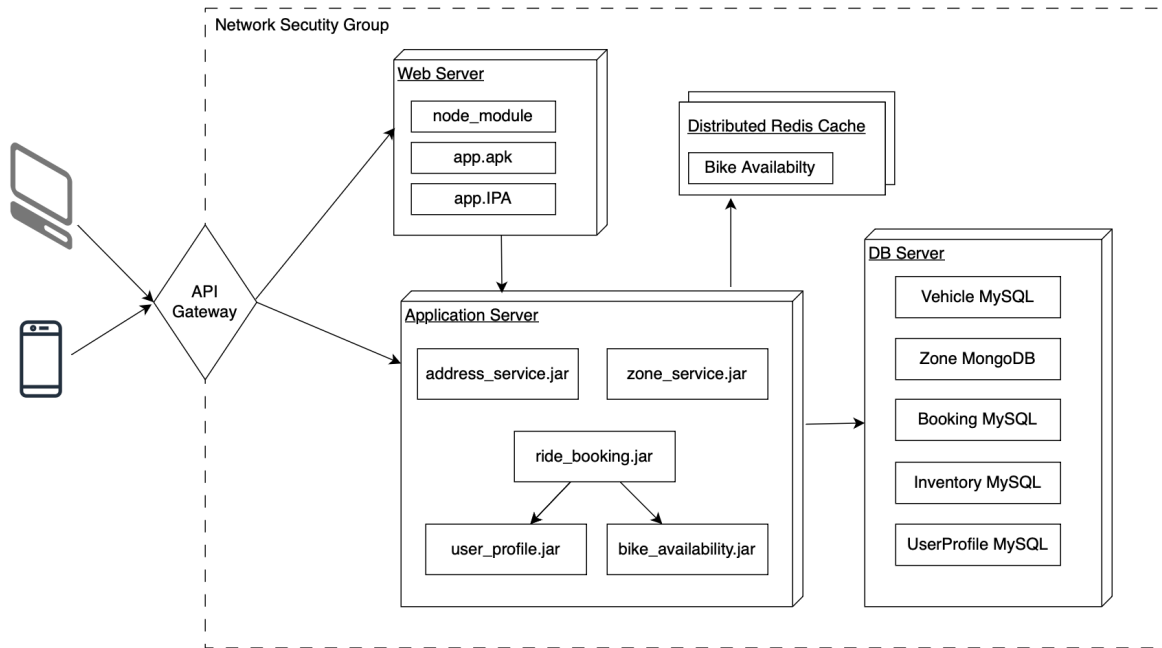 Network Secutity Group
Web Server
node_module
app.apk
app.IPA
Distributed Redis Cache
Bike Availabilty
API
Gateway
Application Server
address_service.jar
zone_service.jar
ride_booking.jar
user_profile.jar
bike_availability.jar
DB Server
Vehicle MySQL
Zone MongoDB
Booking MySQL
Inventory MySQL
UserProfile MySQL